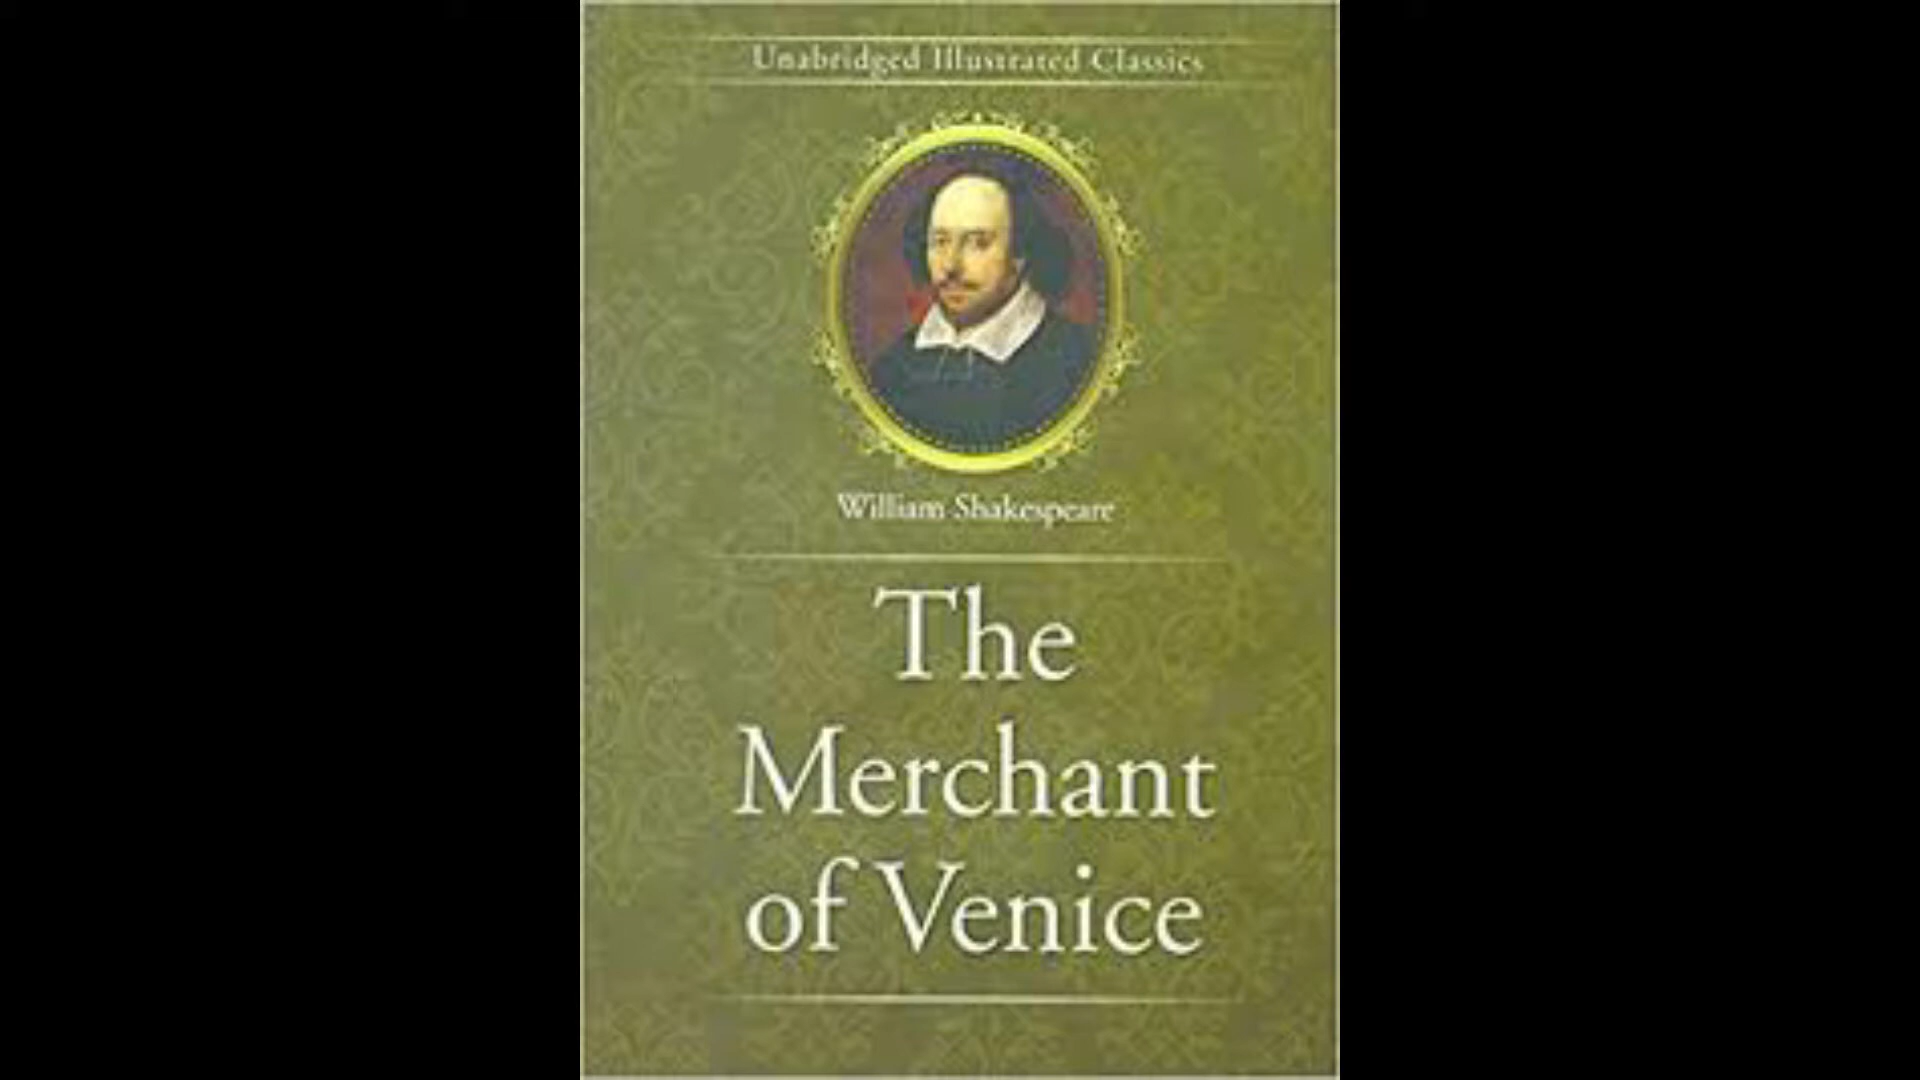 Unabridged Illustrated Classics
William Shakespeare
The
Merchant
of Venice